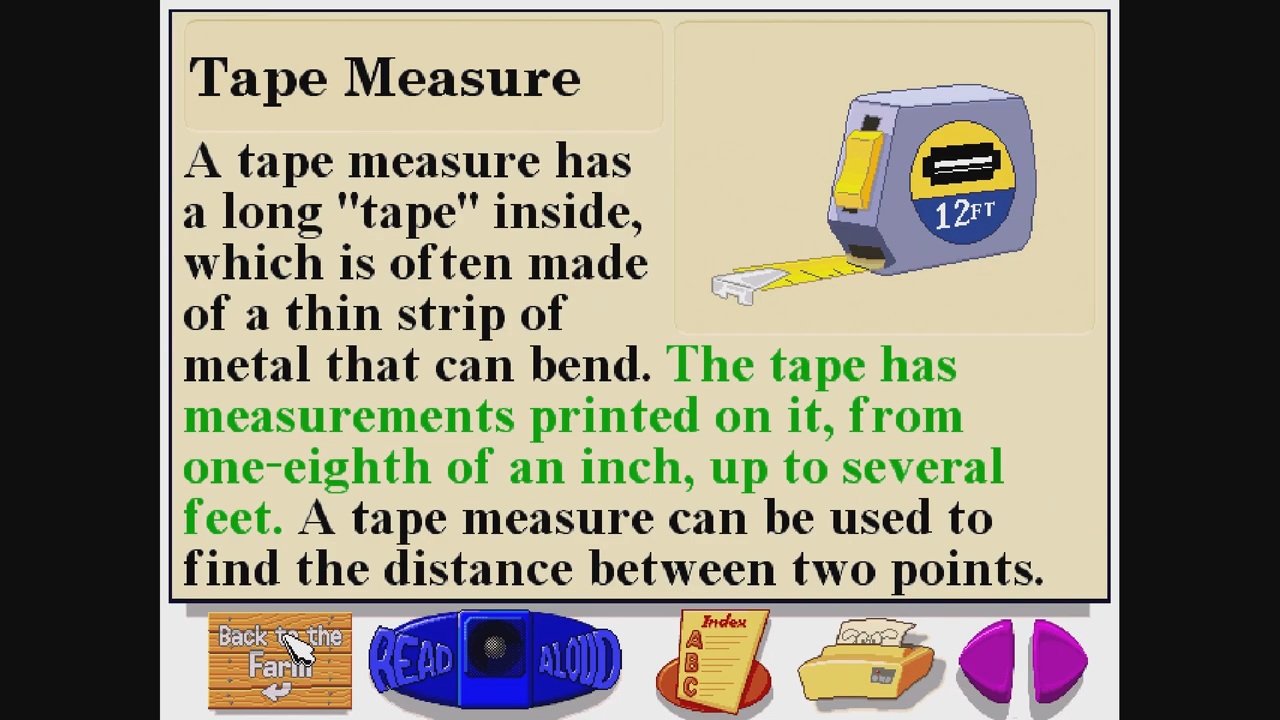 Tape Measure
A tape measure has
a long "tape" inside,
which is often made
of a thin strip of
metal that can bend. The tape has
measurements printed on it, from
one-eighth of an inch, up to several
feet. A tape measure can be used to
find the distance between two points.
12FT
Back to the
Farm
READ ALOUD
Index
A
B
C